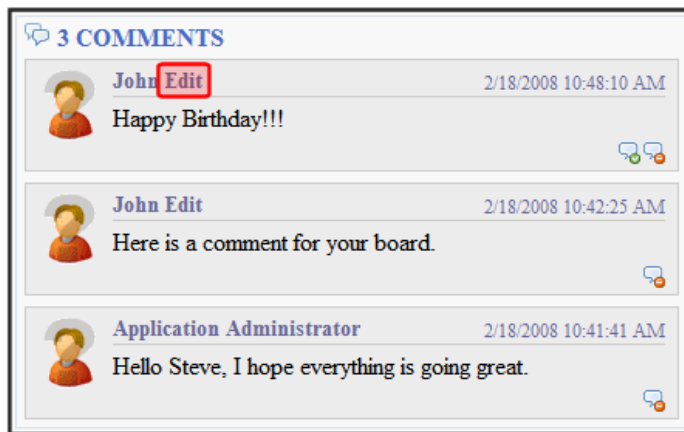 3 COMMENTS
John Edit 2/18/2008 10:48:10 AM
Happy Birthday!!!
John Edit 2/18/2008 10:42:25 AM
Here is a comment for your board.
Application Administrator 2/18/2008 10:41:41 AM
Hello Steve, I hope everything is going great.